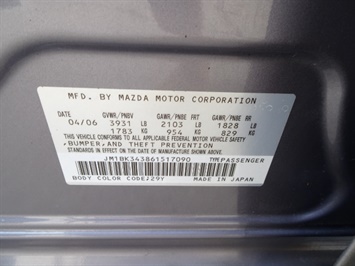 MFD. BY MAZDA MOTOR CORPORATION
DATE GVWR/PNBV GAWR/PNBE FR GAWR/PNBE RR
04/06 3931 LB 2103 LB 1828 LB
1783 KG 954 KG 829 KG
THIS VEHICLE CONFORMS TO ALL APPLICABLE FEDERAL MOTOR VEHICLE SAFETY,
BUMPER, AND THEFT PREVENTION
STANDARDS IN EFFECT ON THE DATE OF MANUFACTURE SHOWN ABOVE.
JM1BK343861517090 TYPE:PASSENGER
BODY COLOR CODE:29Y MADE IN JAPAN